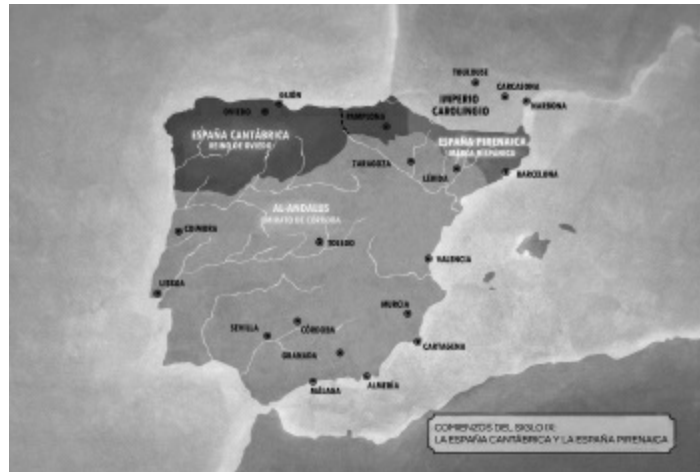 TOULOUSE
CARCASONA
NARBONA
IMPERIO
CAROLINGIO
GIJÓN
OVIEDO
PAMPLONA
ESPAÑA CANTÁBRICA
REINO DE OVIEDO
ESPAÑA PIRENAICA
MARCA HISPÁNICA
ZARAGOZA
LÉRIDA
BARCELONA
AL-ANDALUS
EMIRATO DE CÓRDOBA
COIMBRA
TOLEDO
VALENCIA
LISBOA
MURCIA
SEVILLA
CÓRDOBA
CARTAGENA
GRANADA
ALMERÍA
MÁLAGA
COMIENZOS DEL SIGLO IX:
LA ESPAÑA CANTÁBRICA Y LA ESPAÑA PIRENAICA